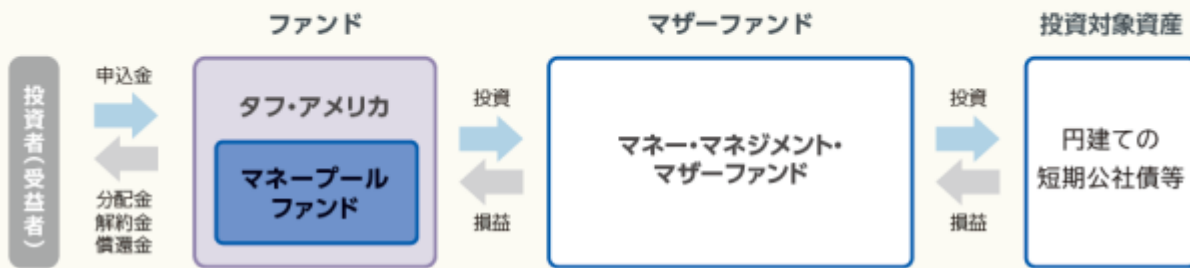 ファンド
マザーファンド
投資対象資産
投資者(受益者)
申込金
分配金
解約金
償還金
タフ・アメリカ
マネープール
ファンド
投資
損益
マネー・マネジメント・
マザーファンド
投資
損益
円建ての
短期公社債等